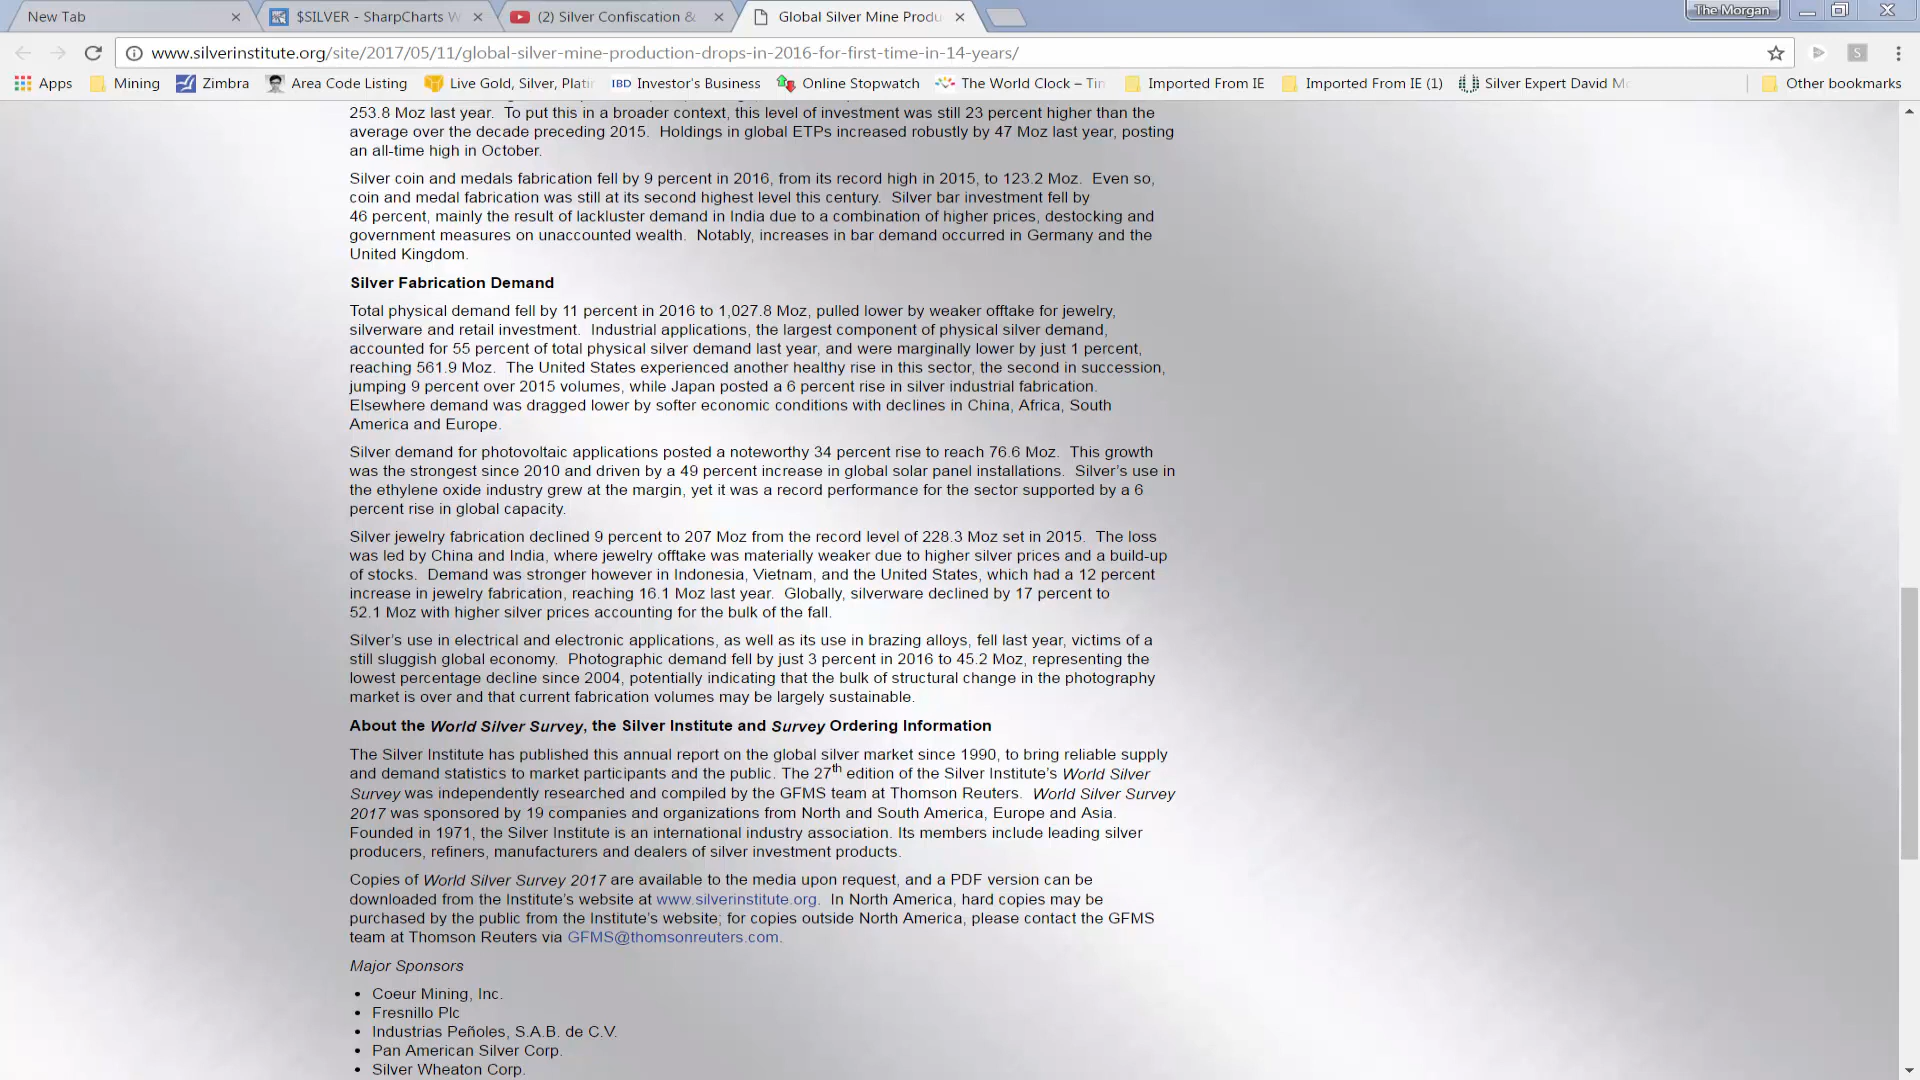 New Tab
$SILVER - SharpCharts W
(2) Silver Confiscation &
Global Silver Mine Produ
The Morgan
www.silverinstitute.org/site/2017/05/11/global-silver-mine-production-drops-in-2016-for-first-time-in-14-years/
S
Apps Mining Zimbra Area Code Listing Live Gold, Silver, Plati IBD Investor's Business Online Stopwatch The World Clock – Tim Imported From IE Imported From IE (1) Silver Expert David Mo Other bookmarks
253.8 Moz last year.  To put this in a broader context, this level of investment was still 23 percent higher than the
average over the decade preceding 2015.  Holdings in global ETPs increased robustly by 47 Moz last year, posting
an all-time high in October.
Silver coin and medals fabrication fell by 9 percent in 2016, from its record high in 2015, to 123.2 Moz.  Even so,
coin and medal fabrication was still at its second highest level this century.  Silver bar investment fell by
46 percent, mainly the result of lackluster demand in India due to a combination of higher prices, destocking and
government measures on unaccounted wealth.  Notably, increases in bar demand occurred in Germany and the
United Kingdom.
Silver Fabrication Demand
Total physical demand fell by 11 percent in 2016 to 1,027.8 Moz, pulled lower by weaker offtake for jewelry,
silverware and retail investment.  Industrial applications, the largest component of physical silver demand,
accounted for 55 percent of total physical silver demand last year, and were marginally lower by just 1 percent,
reaching 561.9 Moz.  The United States experienced another healthy rise in this sector, the second in succession,
jumping 9 percent over 2015 volumes, while Japan posted a 6 percent rise in silver industrial fabrication.
Elsewhere demand was dragged lower by softer economic conditions with declines in China, Africa, South
America and Europe.
Silver demand for photovoltaic applications posted a noteworthy 34 percent rise to reach 76.6 Moz.  This growth
was the strongest since 2010 and driven by a 49 percent increase in global solar panel installations.  Silver's use in
the ethylene oxide industry grew at the margin, yet it was a record performance for the sector supported by a 6
percent rise in global capacity.
Silver jewelry fabrication declined 9 percent to 207 Moz from the record level of 228.3 Moz set in 2015.  The loss
was led by China and India, where jewelry offtake was materially weaker due to higher silver prices and a build-up
of stocks.  Demand was stronger however in Indonesia, Vietnam, and the United States, which had a 12 percent
increase in jewelry fabrication, reaching 16.1 Moz last year.  Globally, silverware declined by 17 percent to
52.1 Moz with higher silver prices accounting for the bulk of the fall.
Silver's use in electrical and electronic applications, as well as its use in brazing alloys, fell last year, victims of a
still sluggish global economy.  Photographic demand fell by just 3 percent in 2016 to 45.2 Moz, representing the
lowest percentage decline since 2004, potentially indicating that the bulk of structural change in the photography
market is over and that current fabrication volumes may be largely sustainable.
About the World Silver Survey, the Silver Institute and Survey Ordering Information
The Silver Institute has published this annual report on the global silver market since 1990, to bring reliable supply
and demand statistics to market participants and the public. The 27th edition of the Silver Institute's World Silver
Survey was independently researched and compiled by the GFMS team at Thomson Reuters.  World Silver Survey
2017 was sponsored by 19 companies and organizations from North and South America, Europe and Asia.
Founded in 1971, the Silver Institute is an international industry association. Its members include leading silver
producers, refiners, manufacturers and dealers of silver investment products.
Copies of World Silver Survey 2017 are available to the media upon request, and a PDF version can be
downloaded from the Institute's website at www.silverinstitute.org.  In North America, hard copies may be
purchased by the public from the Institute's website; for copies outside North America, please contact the GFMS
team at Thomson Reuters via GFMS@thomsonreuters.com.
Major Sponsors
• Coeur Mining, Inc.
• Fresnillo Plc
• Industrias Peñoles, S.A.B. de C.V.
• Pan American Silver Corp.
• Silver Wheaton Corp.